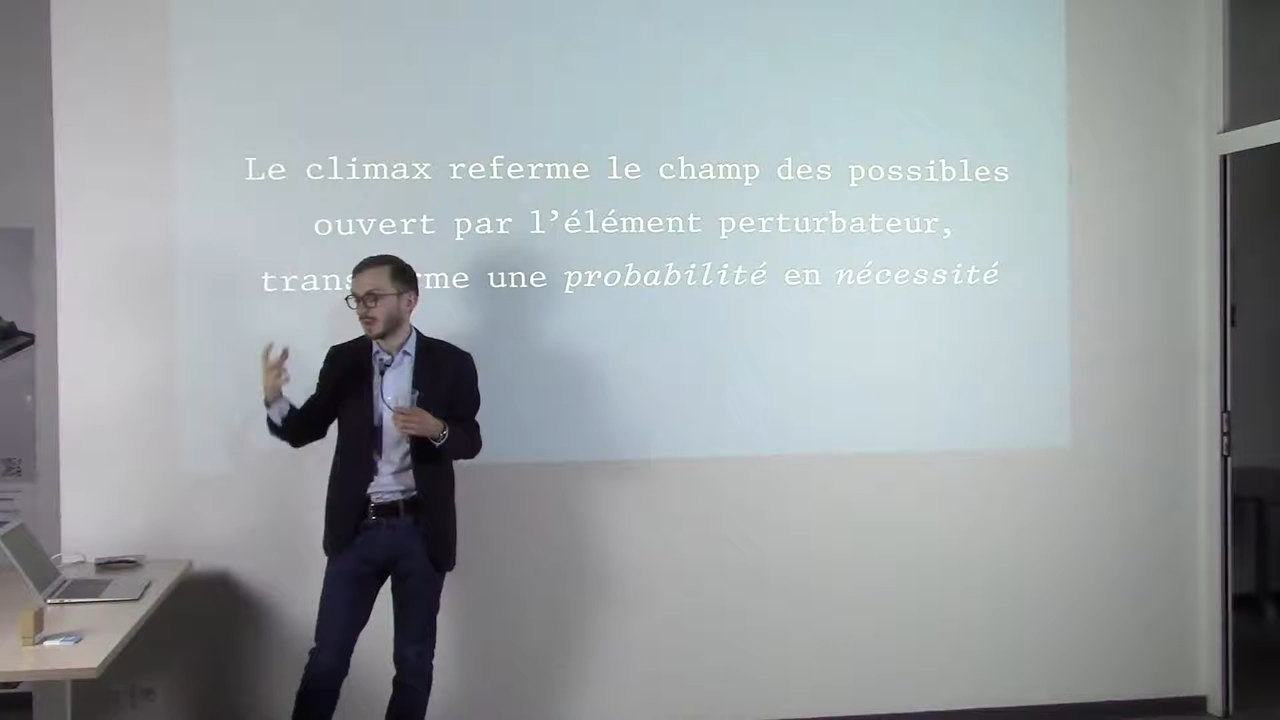 Le climax referme le champ des possibles
ouvert par l’élément perturbateur,
une probabilité en nécessité